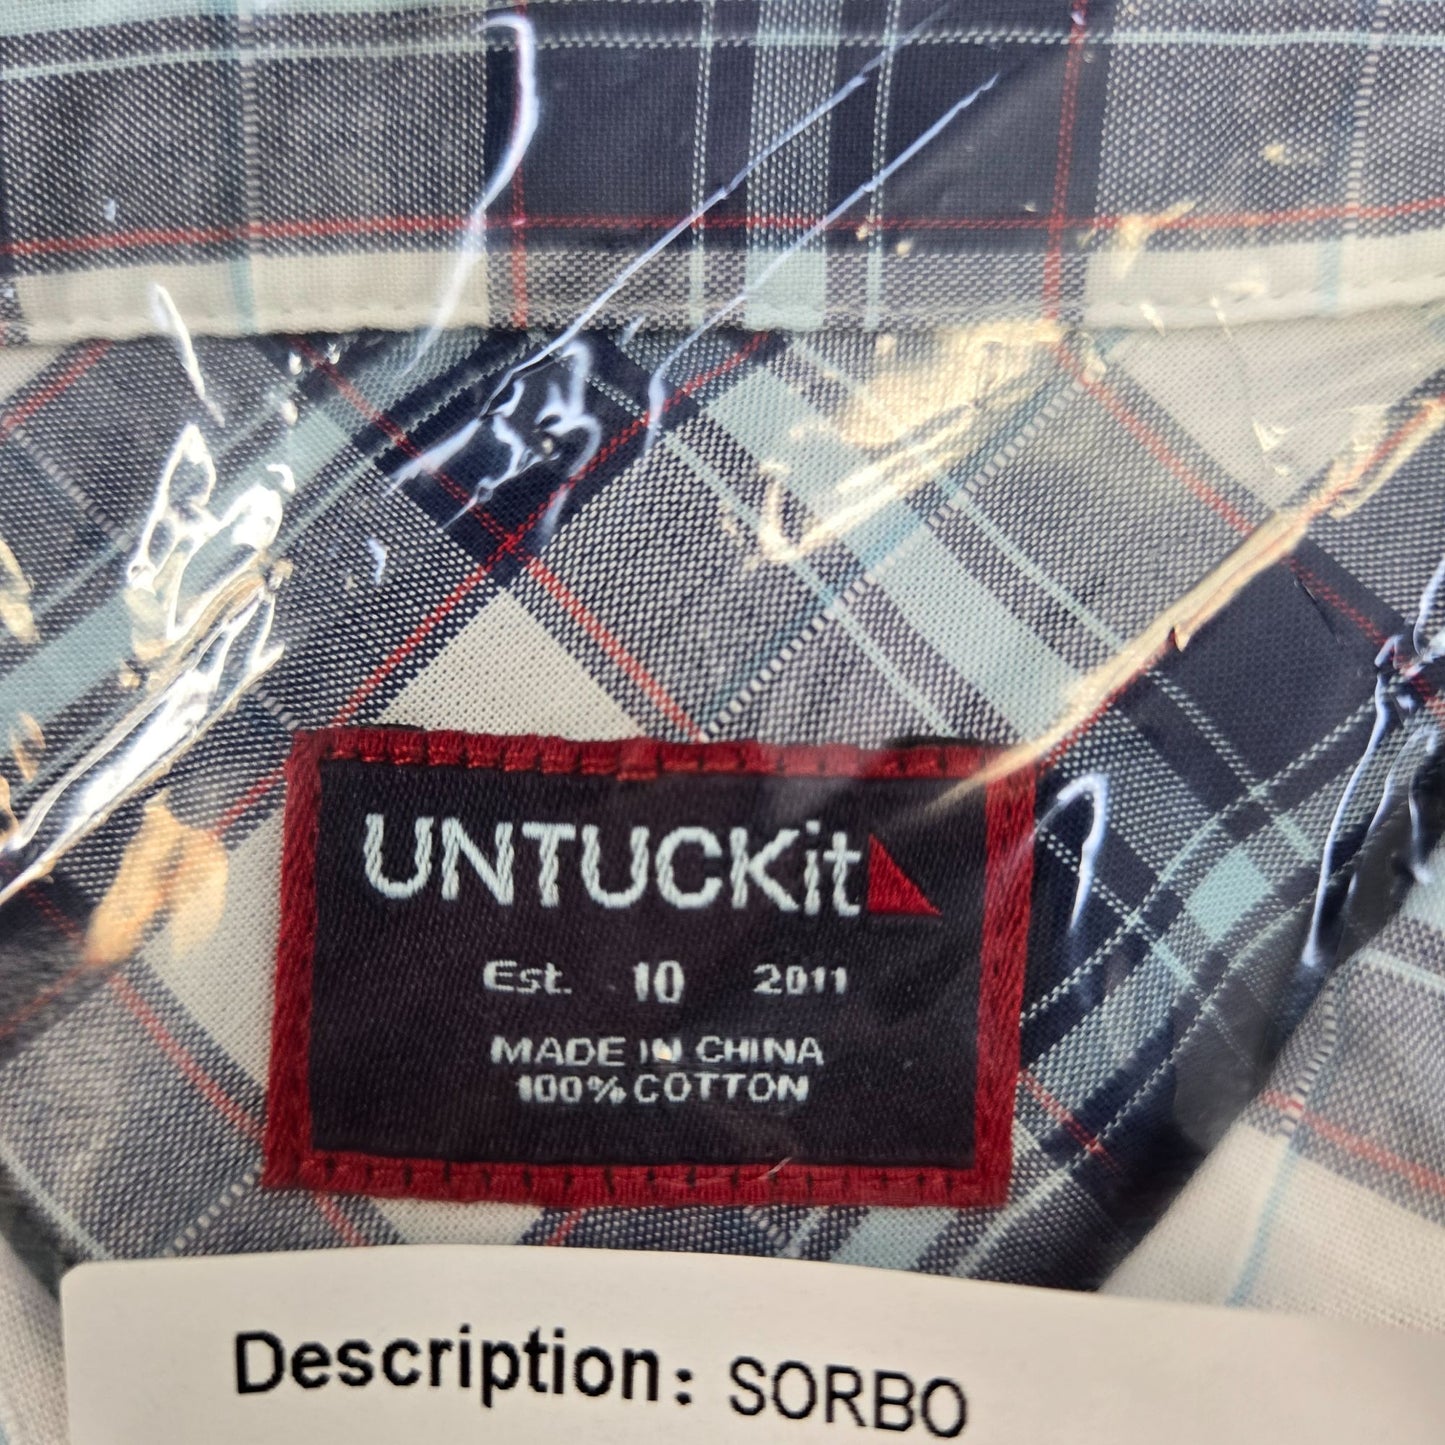 UNTUCKit
Est. 10 2011
MADE IN CHINA
100% COTTON
Description: SORBO